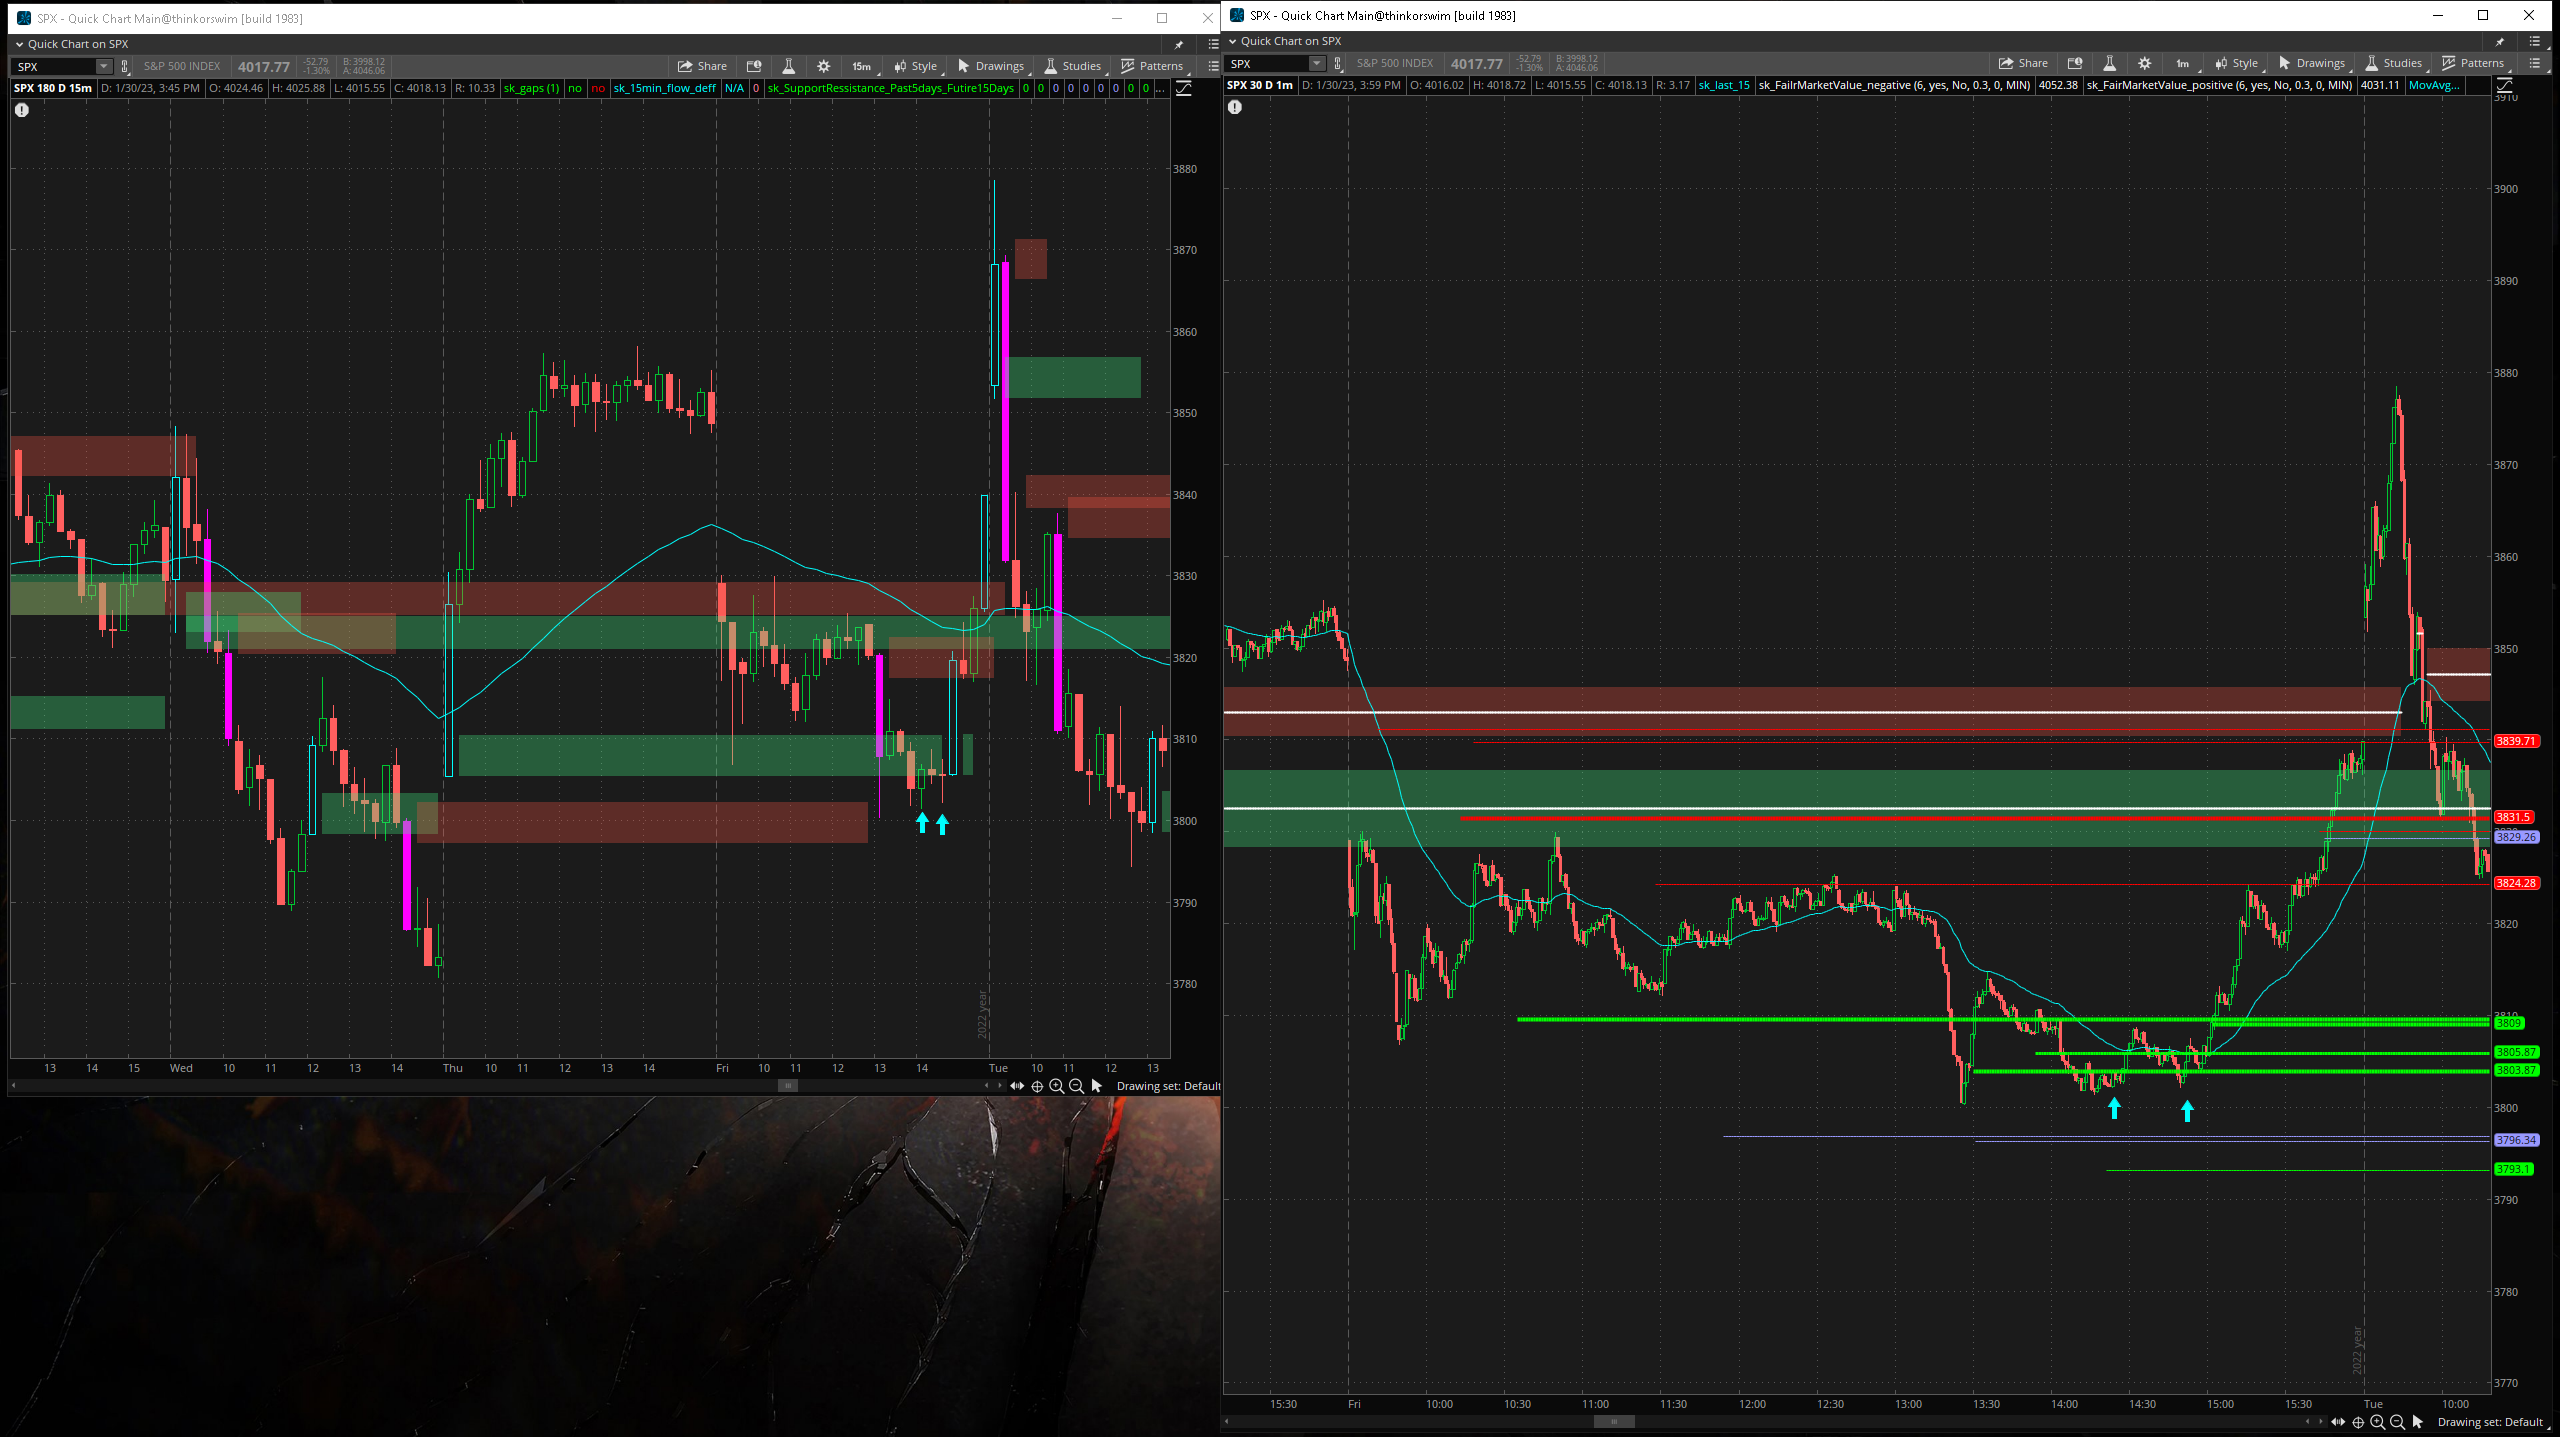 SPX - Quick Chart Main@thinkorswim [build 1983]
Quick Chart on SPX
SPX S&P 500 INDEX 4017.77 -52.79 -1.30% B: 3998.12 A: 4046.06 Share 15m Style Drawings Studies Patterns
SPX 180 D 15m D: 1/30/23, 3:45 PM O: 4024.46 H: 4025.88 L: 4015.55 C: 4018.13 R: 10.33 sk_gaps (1) no no sk_15min_flow_deff N/A 0 sk_SupportRessistance_Past5days_Futire15Days 0 0 0 0 0 0 0 0 0 ...
3880
3870
3860
3850
3840
3830
3820
3810
3800
3790
3780
2022 year
13 14 15 Wed 10 11 12 13 14 Thu 10 11 12 13 14 Fri 10 11 12 13 14 Tue 10 11 12 13
Drawing set: Default
SPX - Quick Chart Main@thinkorswim [build 1983]
Quick Chart on SPX
SPX S&P 500 INDEX 4017.77 -52.79 -1.30% B: 3998.12 A: 4046.06 Share 1m Style Drawings Studies Patterns
SPX 30 D 1m D: 1/30/23, 3:59 PM O: 4016.02 H: 4018.72 L: 4015.55 C: 4018.13 R: 3.17 sk_last_15 sk_FailrMarketValue_negative (6, yes, No, 0.3, 0, MIN) 4052.38 sk_FairMarketValue_positive (6, yes, No, 0.3, 0, MIN) 4031.11 MovAvg...
3910
3900
3890
3880
3870
3860
3850
3839.71
3831.5
3829.26
3824.28
3820
3810
3809
3805.87
3803.87
3800
3796.34
3793.1
3790
3780
3770
2022 year
15:30 Fri 10:00 10:30 11:00 11:30 12:00 12:30 13:00 13:30 14:00 14:30 15:00 15:30 Tue 10:00
Drawing set: Default